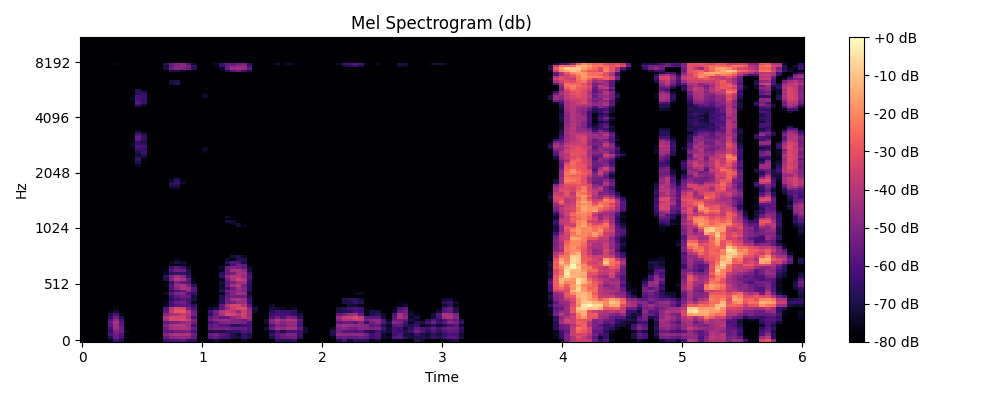 Mel Spectrogram (db)
8192
4096
2048
1024
512
0
Hz
0 1 2 3 4 5 6
Time
+0 dB
-10 dB
-20 dB
-30 dB
-40 dB
-50 dB
-60 dB
-70 dB
-80 dB